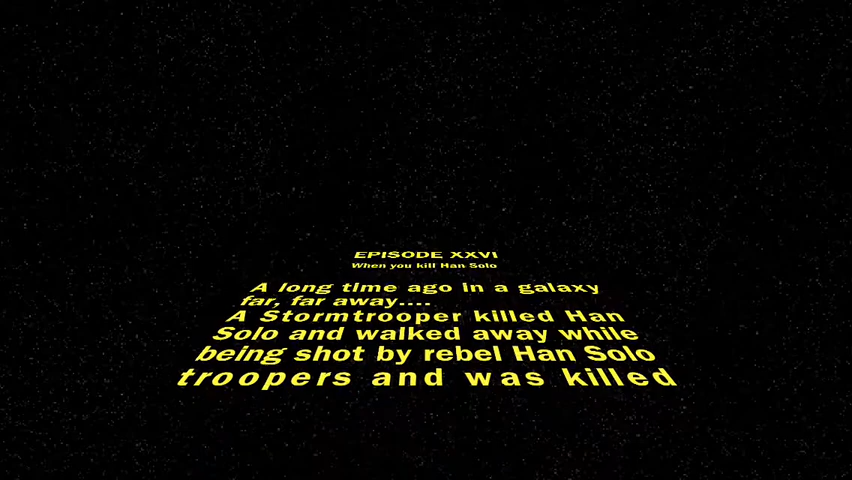 EPISODE XXVI
When you kill Han Solo
A long time ago in a galaxy
far, far away....
A Stormtrooper killed Han
Solo and walked away while
being shot by rebel Han Solo
troopers and was killed